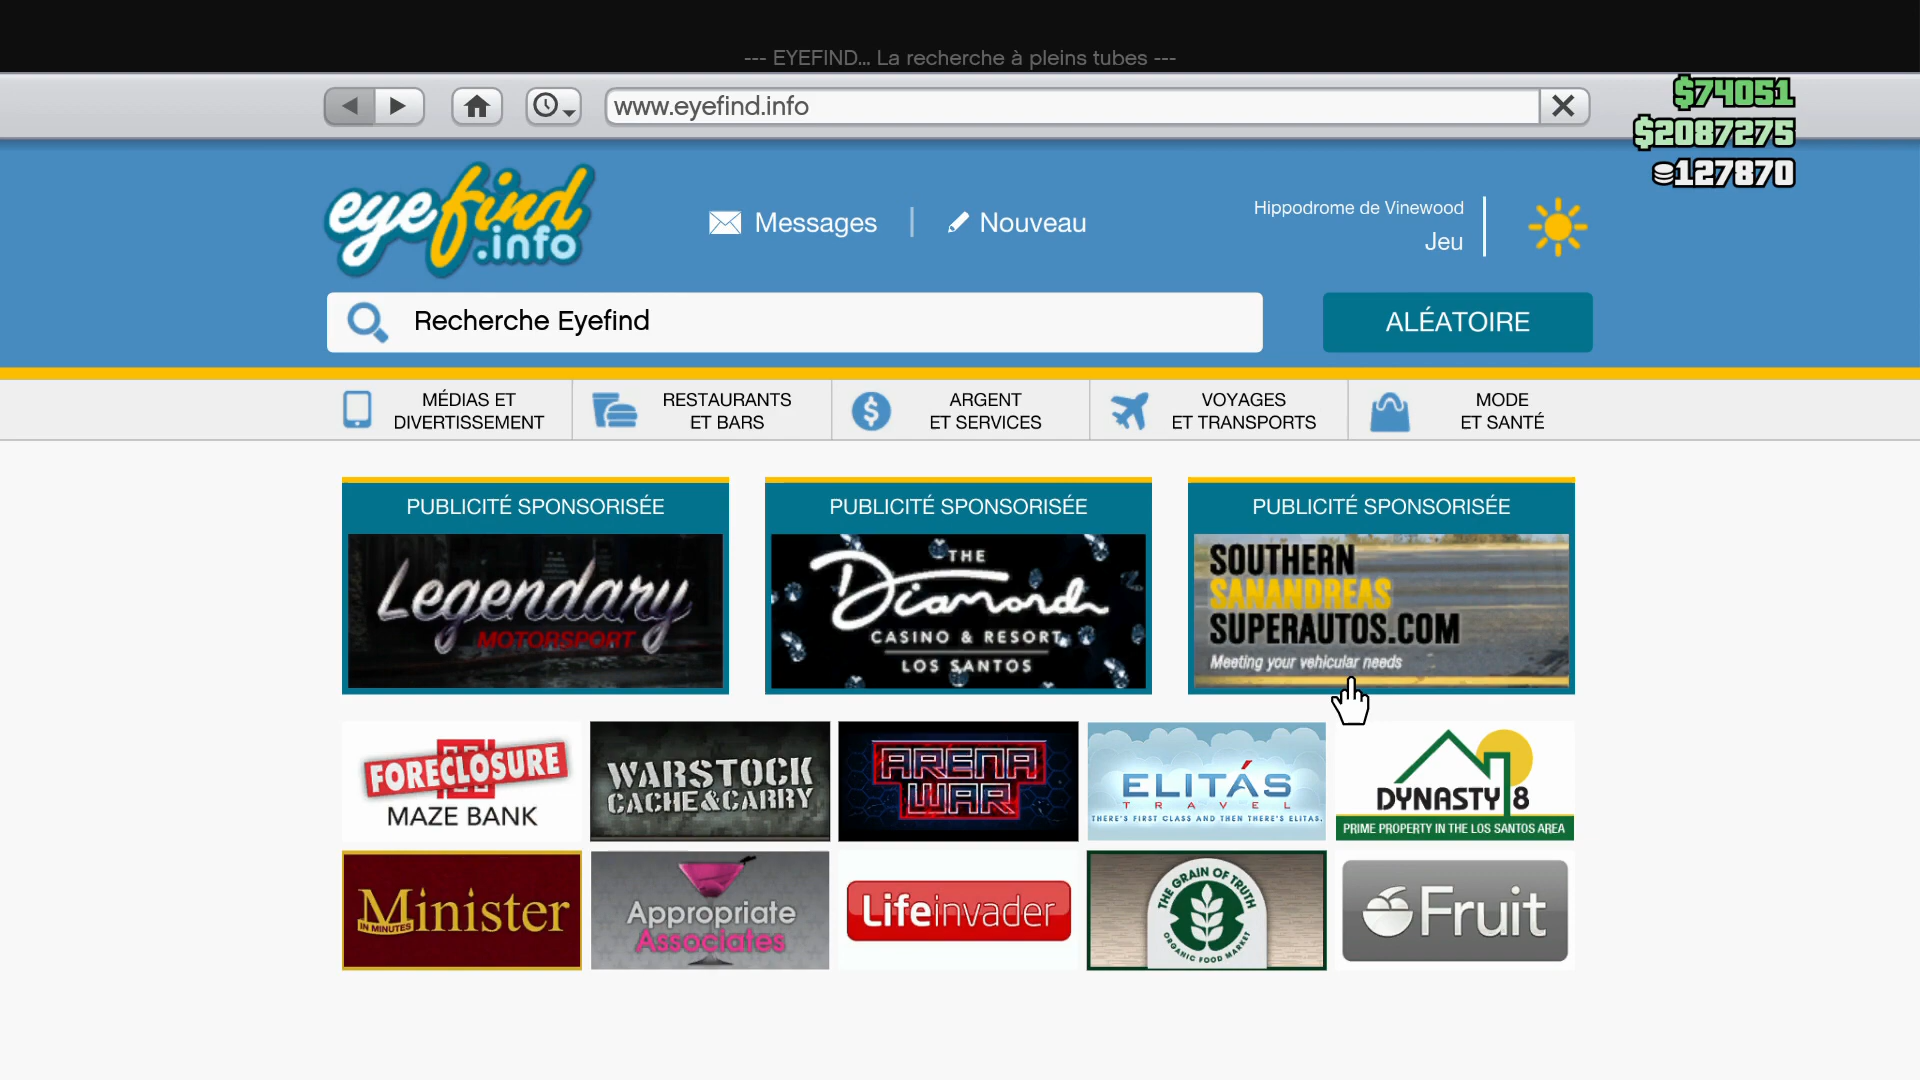 --- EYEFIND... La recherche à pleins tubes ---
www.eyefind.info
$74051
$2087275
127870
eyefind
.info
Messages
Nouveau
Hippodrome de Vinewood
Jeu
Recherche Eyefind
ALÉATOIRE
MÉDIAS ET
DIVERTISSEMENT
RESTAURANTS
ET BARS
ARGENT
ET SERVICES
VOYAGES
ET TRANSPORTS
MODE
ET SANTÉ
PUBLICITÉ SPONSORISÉE
Legendary
MOTORSPORT
PUBLICITÉ SPONSORISÉE
THE
Diamond
CASINO & RESORT
LOS SANTOS
PUBLICITÉ SPONSORISÉE
SOUTHERN
SANANDREAS
SUPERAUTOS.COM
Meeting your vehicular needs
FORECLOSURE
MAZE BANK
WARSTOCK
CACHE&CARRY
ARENA
WAR
ELITÁS
TRAVEL
THERE'S FIRST CLASS AND THEN THERE'S ELITAS.
DYNASTY 8
PRIME PROPERTY IN THE LOS SANTOS AREA
Minister
IN MINUTES
Appropriate
Associates
Lifeinvader
THE GRAIN OF TRUTH
ORGANIC FOOD MARKET
Fruit